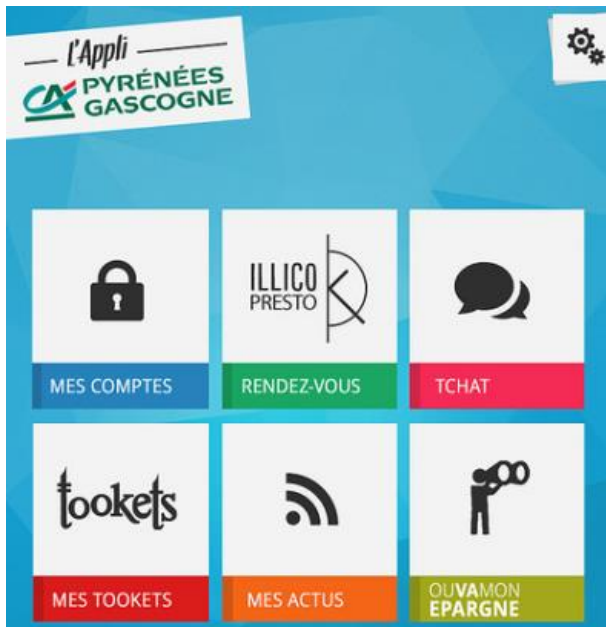 l'Appli
CA PYRÉNÉES
GASCOGNE
ILLICO
PRESTO
MES COMPTES
RENDEZ-VOUS
TCHAT
tookets
MES TOOKETS
MES ACTUS
OUVAMON
EPARGNE